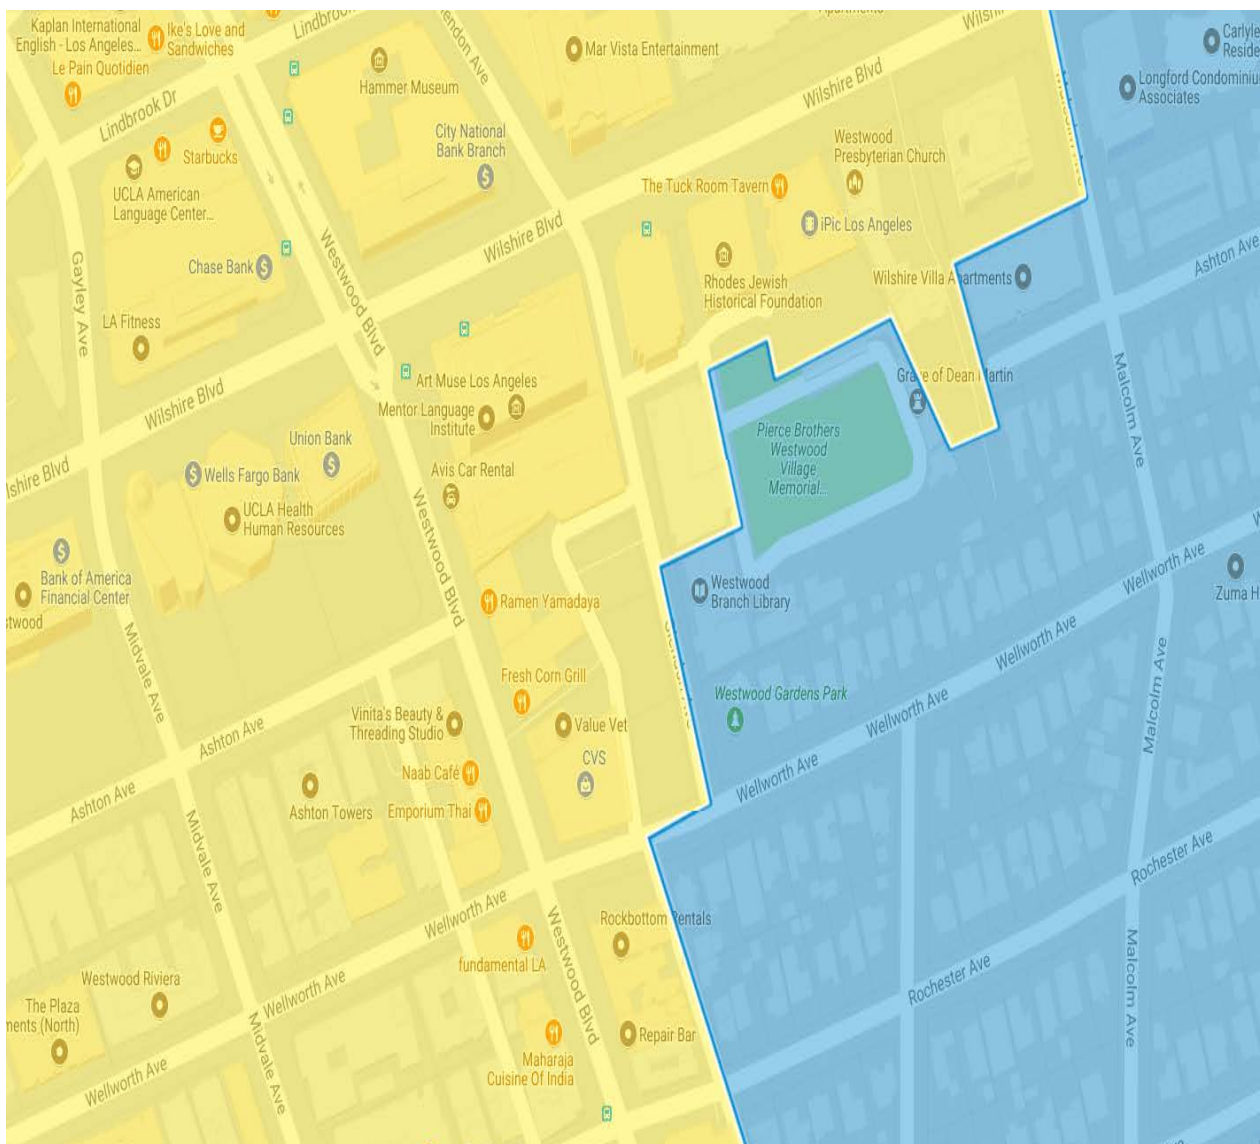 Kaplan International
English - Los Angeles...
Ike's Love and
Sandwiches
Le Pain Quotidien
Lindbrook Dr
Starbucks
UCLA American
Language Center...
Hammer Museum
City National
Bank Branch
Mar Vista Entertainment
Wilshire Blvd
Carlyle
Longford Condominiu
Associates
Westwood
Presbyterian Church
The Tuck Room Tavern
iPic Los Angeles
Rhodes Jewish
Historical Foundation
Wilshire Villa Apartments
Ashton Ave
Wilshire Blvd
Westwood Blvd
Chase Bank
Gayley Ave
LA Fitness
Wilshire Blvd
Art Muse Los Angeles
Mentor Language
Institute
Grave of Dean Martin
Malcolm Ave
Pierce Brothers
Westwood
Village
Memorial...
Union Bank
Wells Fargo Bank
Avis Car Rental
lshire Blvd
UCLA Health
Human Resources
Westwood Blvd
Bank of America
Financial Center
stwood
Midvale Ave
Ramen Yamadaya
Westwood
Branch Library
Wellworth Ave
Zuma H
Wellworth Ave
Malcolm Ave
Fresh Corn Grill
Westwood Gardens Park
Wellworth Ave
Vinita's Beauty &
Threading Studio
Value Vet
Ashton Ave
CVS
Wellworth Ave
Naab Café
Ashton Ave
Ashton Towers
Emporium Thai
Midvale Ave
Rochester Ave
Wellworth Ave
Rockbottom Rentals
Westwood Blvd
fundamental LA
Malcolm Ave
Rochester Ave
Westwood Riviera
Wellworth Ave
The Plaza
ments (North)
Midvale Ave
Repair Bar
Maharaja
Cuisine Of India
Wellworth Ave